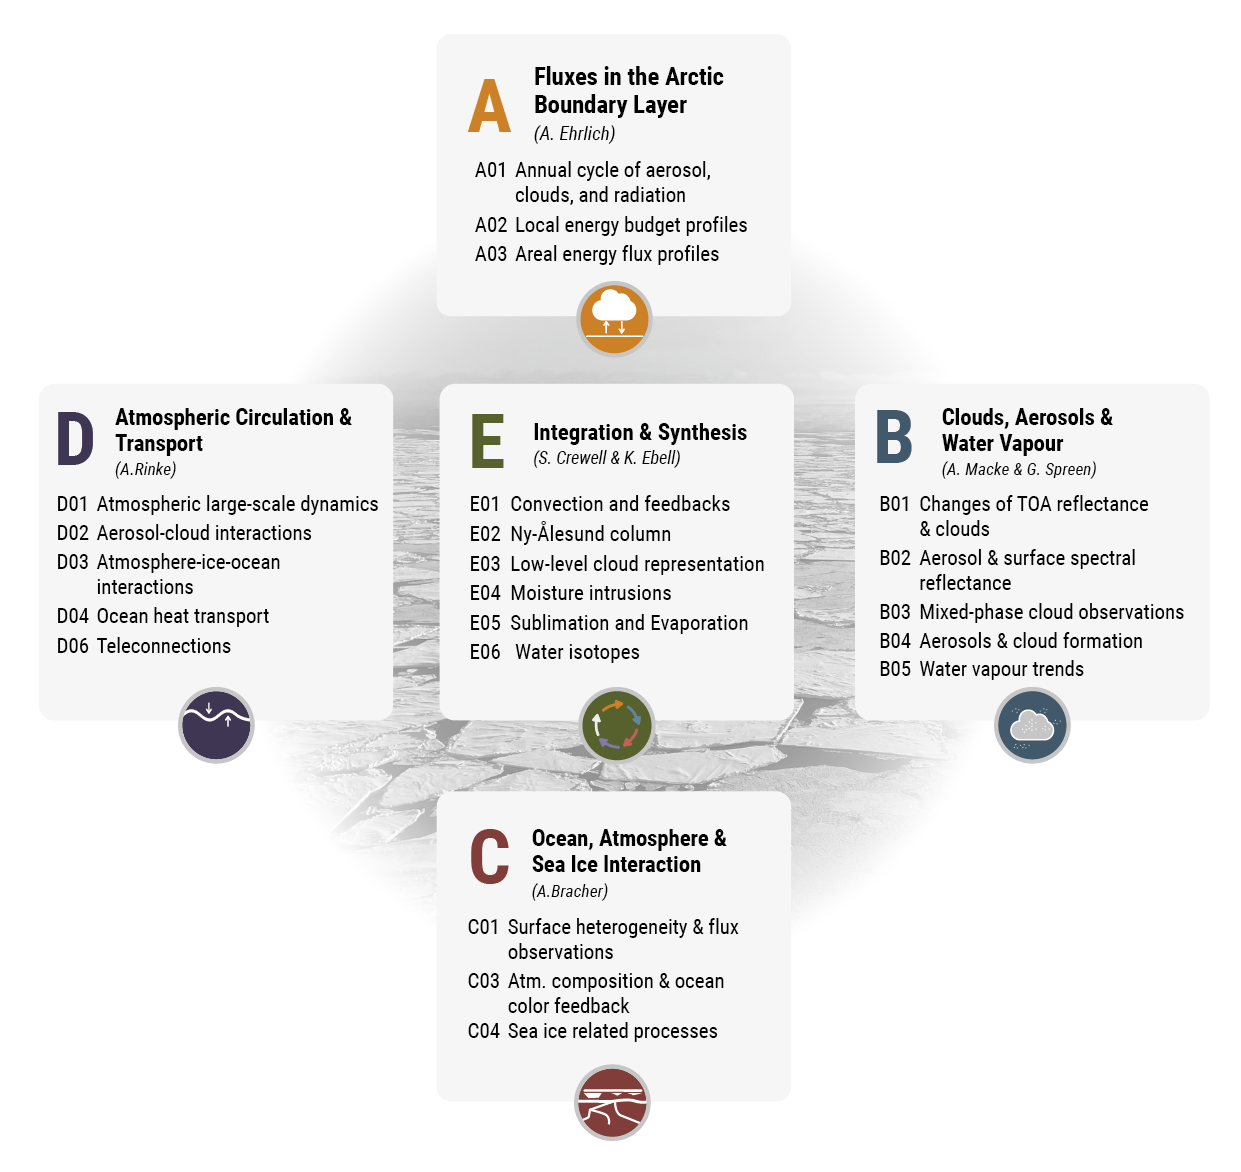 A
Fluxes in the Arctic
Boundary Layer
(A. Ehrlich)
A01 Annual cycle of aerosol,
clouds, and radiation
A02 Local energy budget profiles
A03 Areal energy flux profiles
D
Atmospheric Circulation &
Transport
(A.Rinke)
D01 Atmospheric large-scale dynamics
D02 Aerosol-cloud interactions
D03 Atmosphere-ice-ocean
interactions
D04 Ocean heat transport
D06 Teleconnections
E
Integration & Synthesis
(S. Crewell & K. Ebell)
E01 Convection and feedbacks
E02 Ny-Ålesund column
E03 Low-level cloud representation
E04 Moisture intrusions
E05 Sublimation and Evaporation
E06 Water isotopes
B
Clouds, Aerosols &
Water Vapour
(A. Macke & G. Spreen)
B01 Changes of TOA reflectance
& clouds
B02 Aerosol & surface spectral
reflectance
B03 Mixed-phase cloud observations
B04 Aerosols & cloud formation
B05 Water vapour trends
C
Ocean, Atmosphere &
Sea Ice Interaction
(A.Bracher)
C01 Surface heterogeneity & flux
observations
C03 Atm. composition & ocean
color feedback
C04 Sea ice related processes